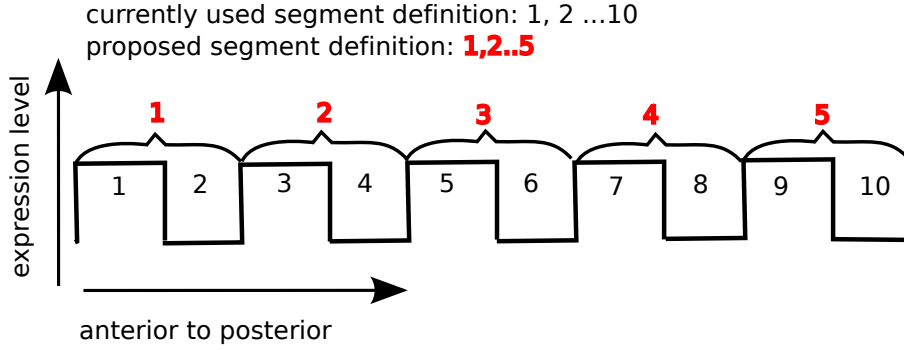 currently used segment definition: 1, 2 ...10
proposed segment definition: 1,2..5
expression level
1 2 3 4 5
1 2 3 4 5 6 7 8 9 10
anterior to posterior